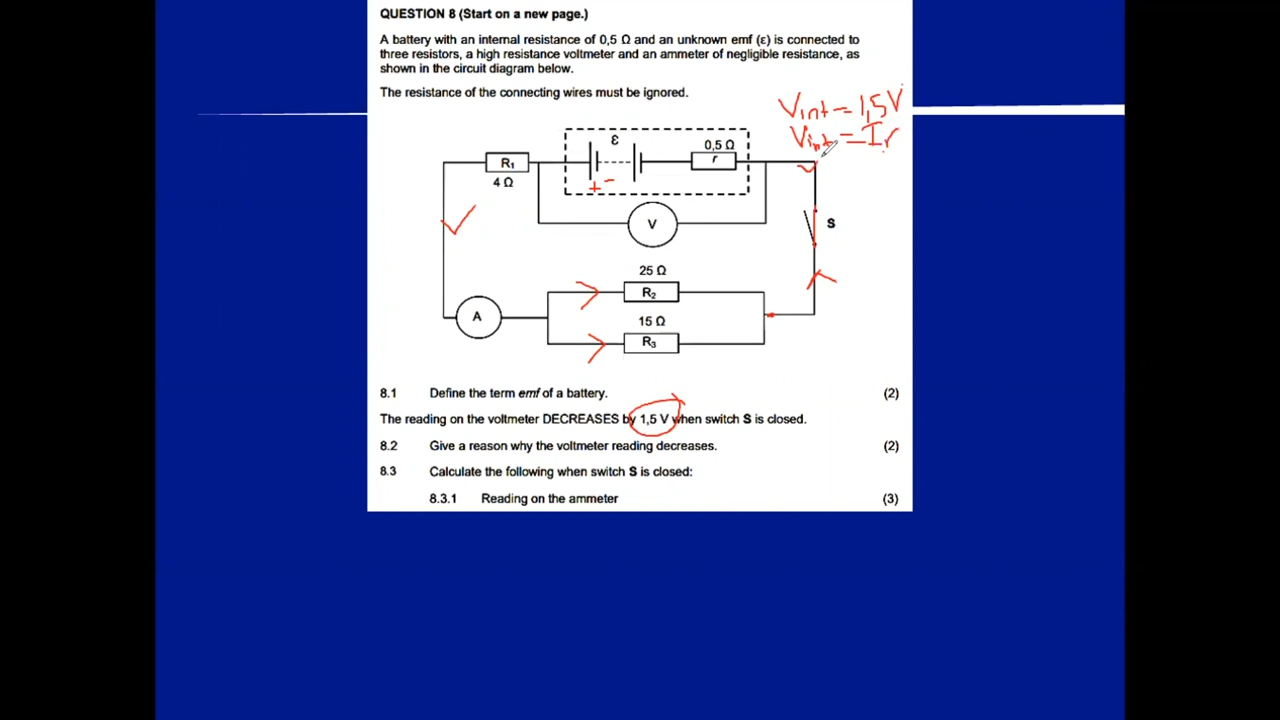 QUESTION 8 (Start on a new page.)
A battery with an internal resistance of 0,5 Ω and an unknown emf (ε) is connected to
three resistors, a high resistance voltmeter and an ammeter of negligible resistance, as
shown in the circuit diagram below.
The resistance of the connecting wires must be ignored.
Vint = 1,5V
Vint = Ir
ε
0,5 Ω
R₁
r
4 Ω
+ -
V
S
25 Ω
R₂
A
15 Ω
R₃
8.1 Define the term emf of a battery. (2)
The reading on the voltmeter DECREASES by 1,5 V when switch S is closed.
8.2 Give a reason why the voltmeter reading decreases. (2)
8.3 Calculate the following when switch S is closed:
8.3.1 Reading on the ammeter (3)